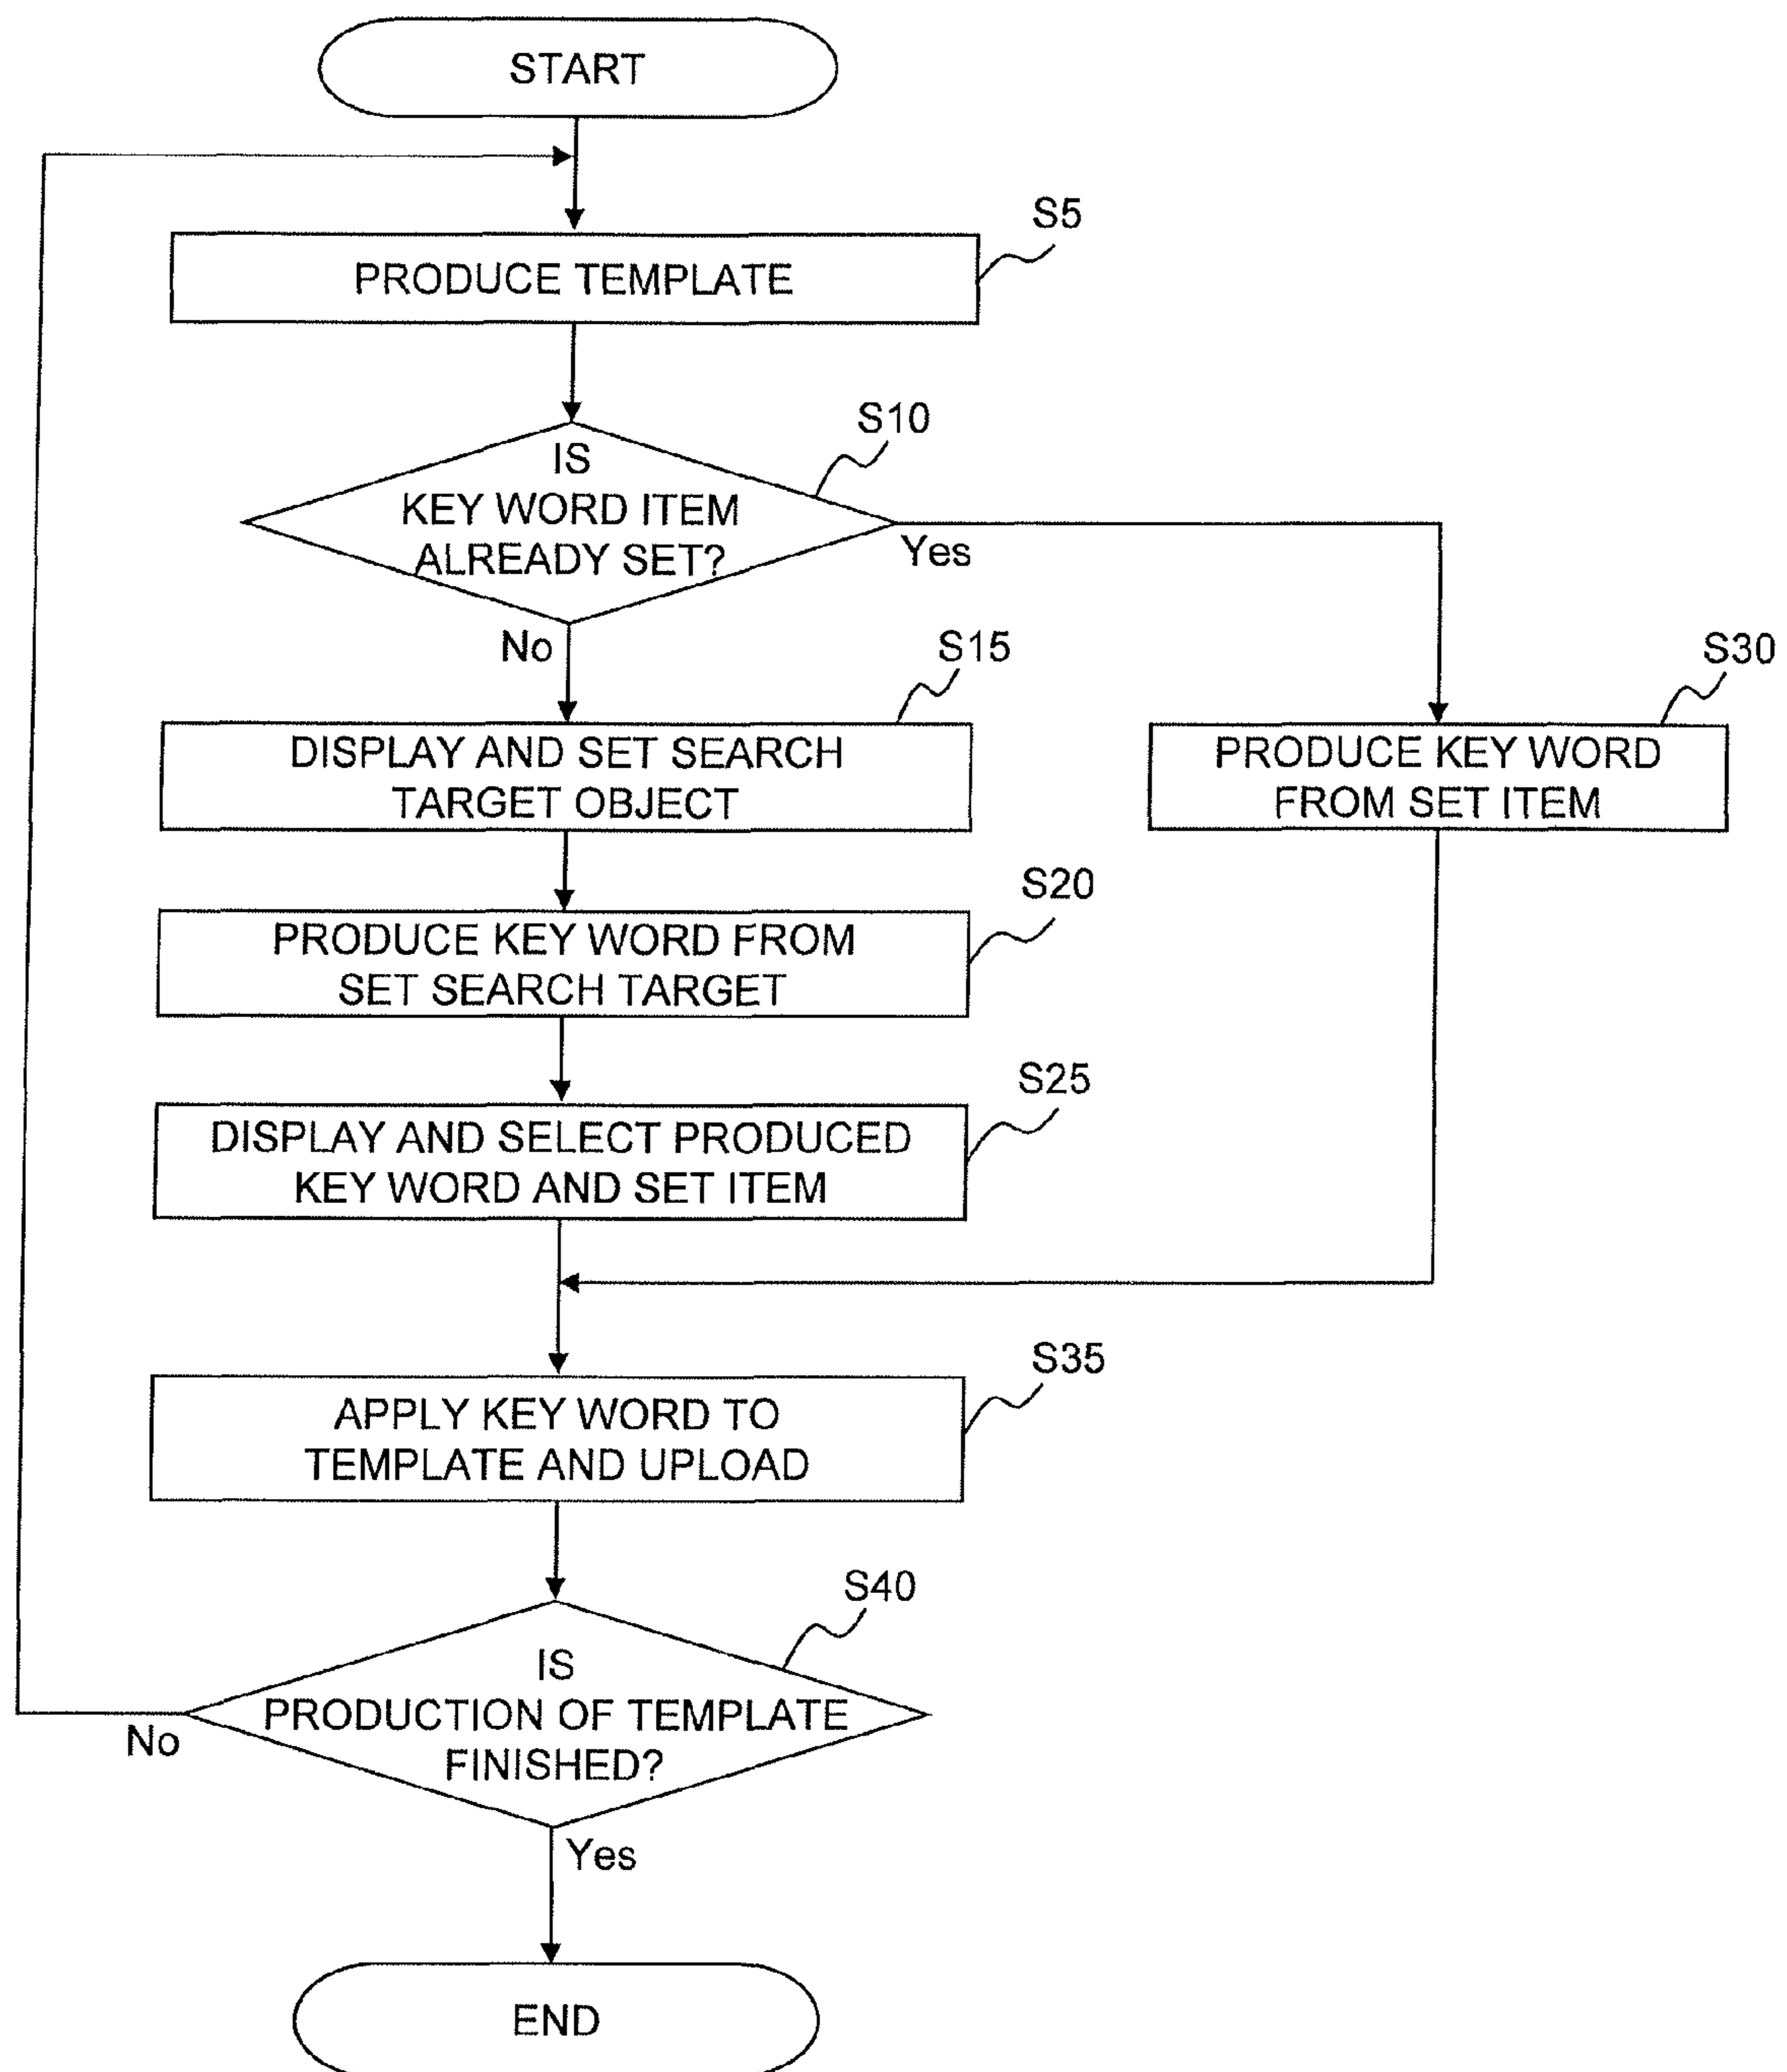 START
S5
PRODUCE TEMPLATE
S10
IS
KEY WORD ITEM
ALREADY SET?
Yes
No
S15
DISPLAY AND SET SEARCH
TARGET OBJECT
S30
PRODUCE KEY WORD
FROM SET ITEM
S20
PRODUCE KEY WORD FROM
SET SEARCH TARGET
S25
DISPLAY AND SELECT PRODUCED
KEY WORD AND SET ITEM
S35
APPLY KEY WORD TO
TEMPLATE AND UPLOAD
S40
IS
PRODUCTION OF TEMPLATE
FINISHED?
No
Yes
END